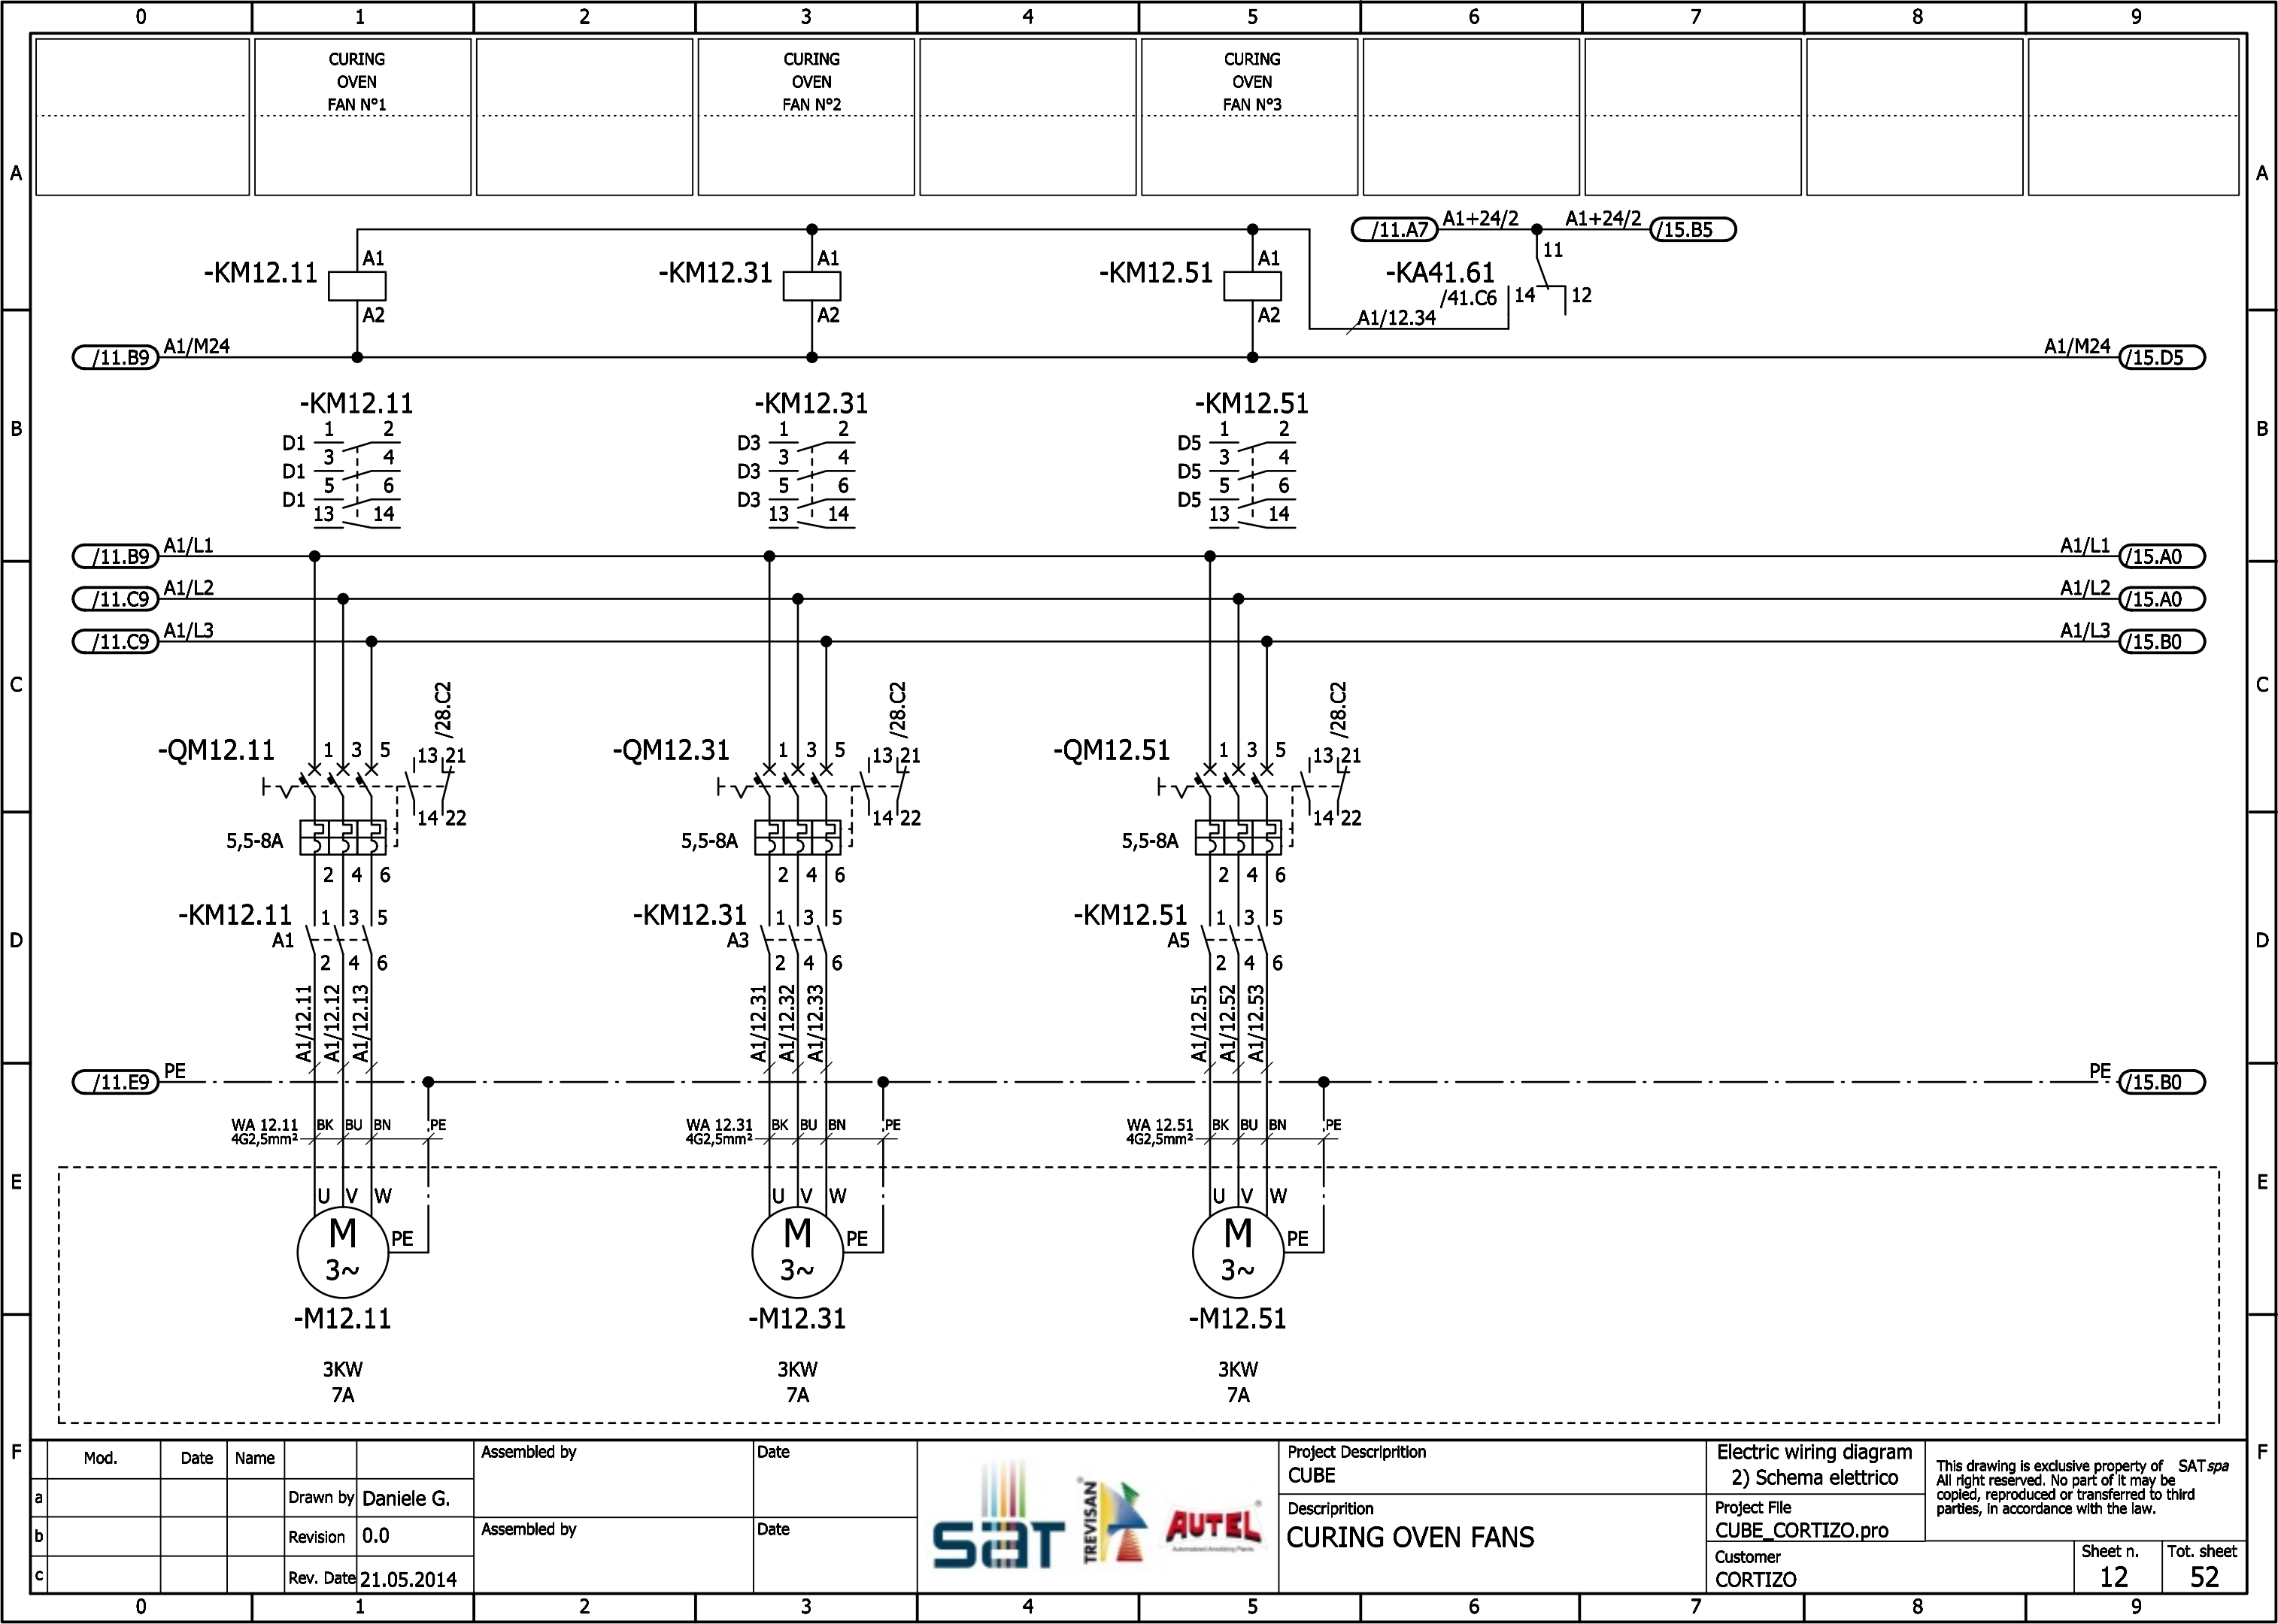 0 1 2 3 4 5 6 7 8 9
CURING
OVEN
FAN N°1
CURING
OVEN
FAN N°2
CURING
OVEN
FAN N°3
A A
/11.A7 A1+24/2 A1+24/2 /15.B5
A1 A1 A1 11
-KM12.11 -KM12.31 -KM12.51 -KA41.61
/41.C6 14 12
A2 A2 A2 A1/12.34
/11.B9 A1/M24 A1/M24 /15.D5
-KM12.11 -KM12.31 -KM12.51
B B
1 2 1 2 1 2
D1 D3 D5
3 4 3 4 3 4
D1 D3 D5
5 6 5 6 5 6
D1 D3 D5
13 14 13 14 13 14
/11.B9 A1/L1 A1/L1 /15.A0
/11.C9 A1/L2 A1/L2 /15.A0
/11.C9 A1/L3 A1/L3 /15.B0
C C
/28.C2 /28.C2 /28.C2
-QM12.11 1 3 5 13 21 -QM12.31 1 3 5 13 21 -QM12.51 1 3 5 13 21
14 22 14 22 14 22
5,5-8A 5,5-8A 5,5-8A
2 4 6 2 4 6 2 4 6
-KM12.11 1 3 5 -KM12.31 1 3 5 -KM12.51 1 3 5
D A1 A3 A5 D
2 4 6 2 4 6 2 4 6
A1/12.11 A1/12.12 A1/12.13 A1/12.31 A1/12.32 A1/12.33 A1/12.51 A1/12.52 A1/12.53
/11.E9 PE PE /15.B0
WA 12.11 BK BU BN PE WA 12.31 BK BU BN PE WA 12.51 BK BU BN PE
4G2,5mm² 4G2,5mm² 4G2,5mm²
E E
U V W U V W U V W
M PE M PE M PE
3~ 3~ 3~
-M12.11 -M12.31 -M12.51
3KW 3KW 3KW
7A 7A 7A
F F
Mod. Date Name
a Drawn by Daniele G.
b Revision 0.0
c Rev. Date 21.05.2014
Assembled by Date
Assembled by Date
sat
TREVISAN
AUTEL
Project Descriprition
CUBE
Descriprition
CURING OVEN FANS
Electric wiring diagram
2) Schema elettrico
Project File
CUBE_CORTIZO.pro
Customer
CORTIZO
This drawing is exclusive property of SAT spa
All right reserved. No part of it may be
copied, reproduced or transferred to third
parties, in accordance with the law.
Sheet n. Tot. sheet
12 52
0 1 2 3 4 5 6 7 8 9